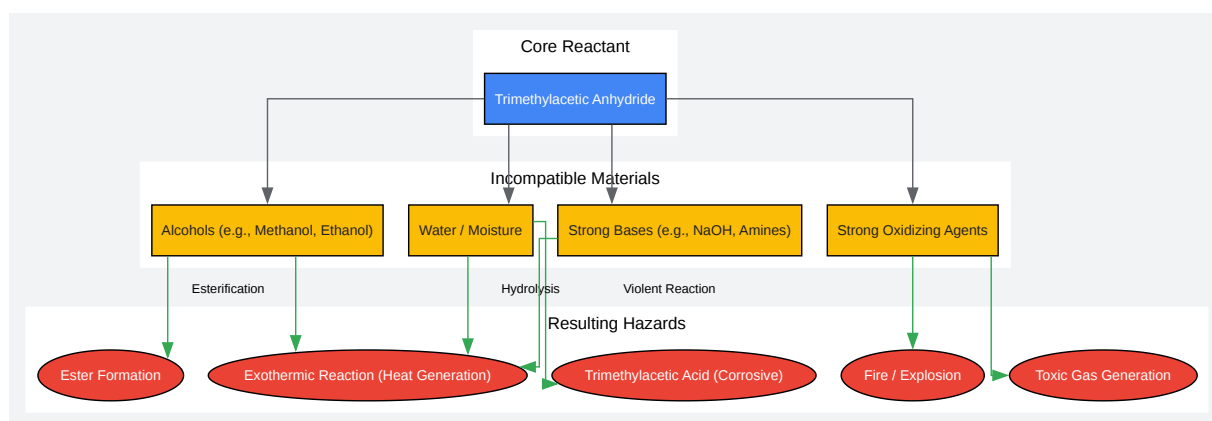 Core Reactant
Trimethylacetic Anhydride
Incompatible Materials
Alcohols (e.g., Methanol, Ethanol)
Water / Moisture
Strong Bases (e.g., NaOH, Amines)
Strong Oxidizing Agents
Esterification
Hydrolysis
Violent Reaction
Resulting Hazards
Ester Formation
Exothermic Reaction (Heat Generation)
Trimethylacetic Acid (Corrosive)
Fire / Explosion
Toxic Gas Generation